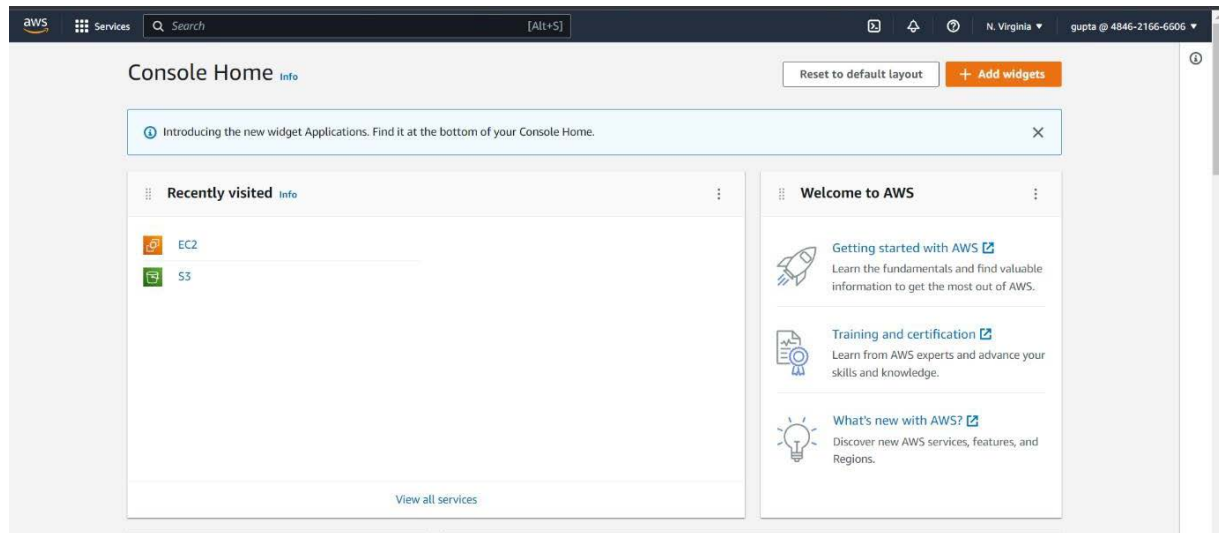 aws Services Search [Alt+S] N. Virginia gupta @ 4846-2166-6606
Console Home Info
Reset to default layout
+ Add widgets
Introducing the new widget Applications. Find it at the bottom of your Console Home.
Recently visited Info
EC2
S3
View all services
Welcome to AWS
Getting started with AWS
Learn the fundamentals and find valuable
information to get the most out of AWS.
Training and certification
Learn from AWS experts and advance your
skills and knowledge.
What's new with AWS?
Discover new AWS services, features, and
Regions.